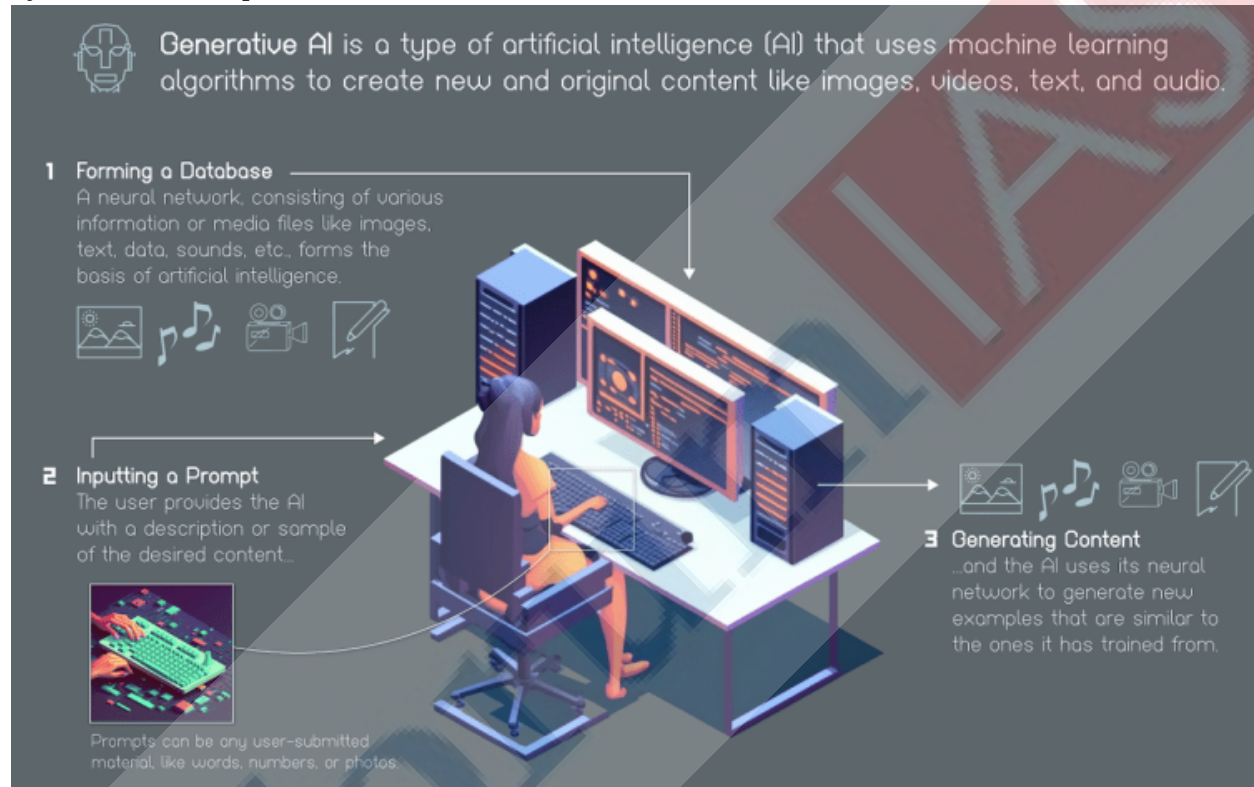 Generative AI is a type of artificial intelligence (AI) that uses machine learning
algorithms to create new and original content like images, videos, text, and audio.
1 Forming a Database
A neural network, consisting of various
information or media files like images,
text, data, sounds, etc., forms the
basis of artificial intelligence.
2 Inputting a Prompt
The user provides the AI
with a description or sample
of the desired content...
Prompts can be any user-submitted
material, like words, numbers, or photos.
3 Generating Content
...and the AI uses its neural
network to generate new
examples that are similar to
the ones it has trained from.
IAS